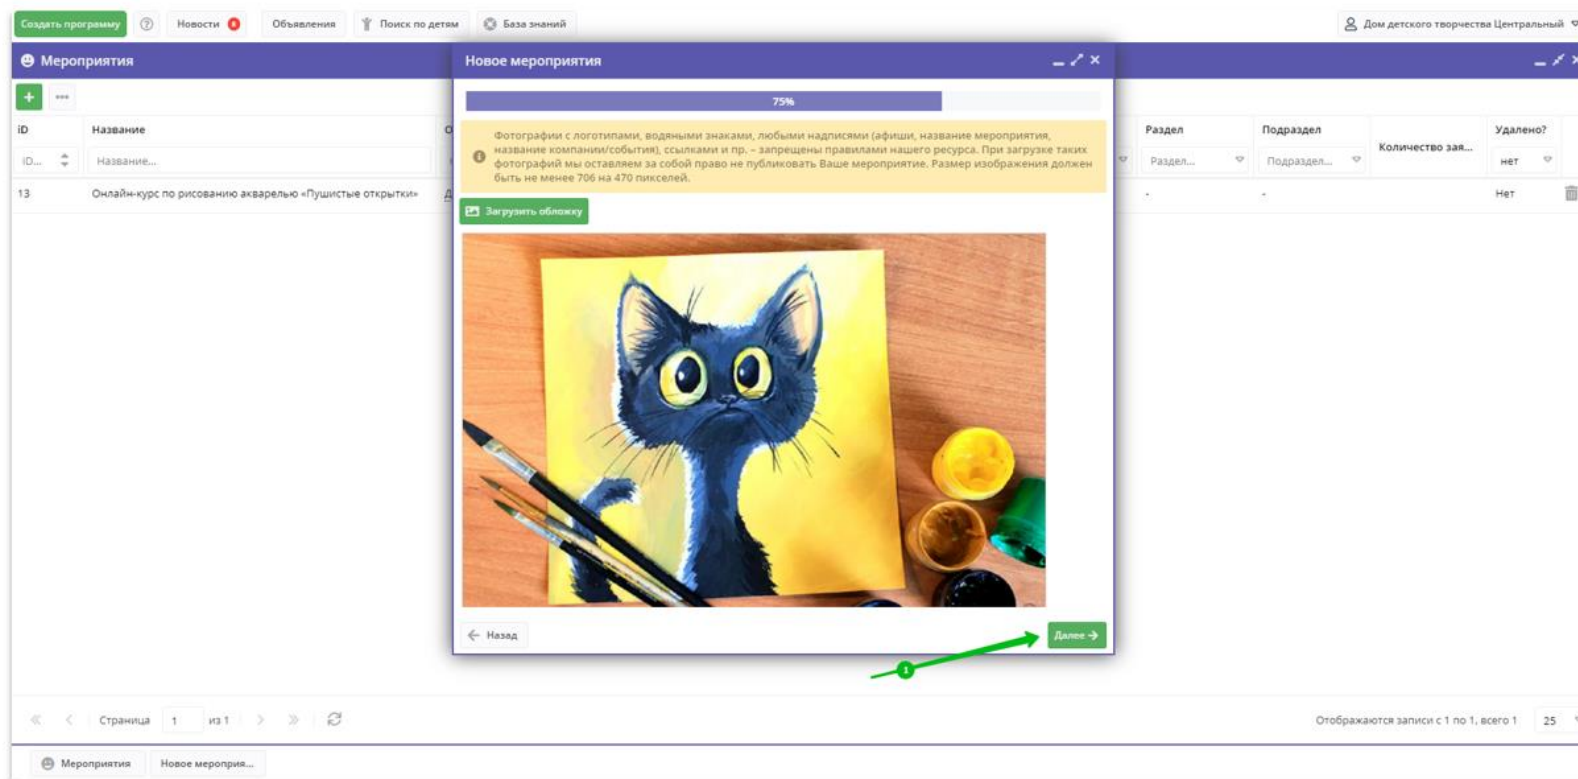 Создать программу
Новости 8
Объявления
Поиск по детям
База знаний
Дом детского творчества Центральный
Мероприятия
Новое мероприятия
75%
Фотографии с логотипами, водяными знаками, любыми надписями (афиши, название мероприятия,
название компании/события), ссылками и пр. – запрещены правилами нашего ресурса. При загрузке таких
фотографий мы оставляем за собой право не публиковать Ваше мероприятие. Размер изображения должен
быть не менее 706 на 470 пикселей.
iD
Название
Раздел
Подраздел
Количество зая...
Удалено?
iD...
Название...
Раздел...
Подраздел...
нет
13
Онлайн-курс по рисованию акварелью «Пушистые открытки»
-
-
Нет
Загрузить обложку
Назад
Далее
1
Страница 1 из 1
Отображаются записи с 1 по 1, всего 1
25
Мероприятия
Новое мероприя...